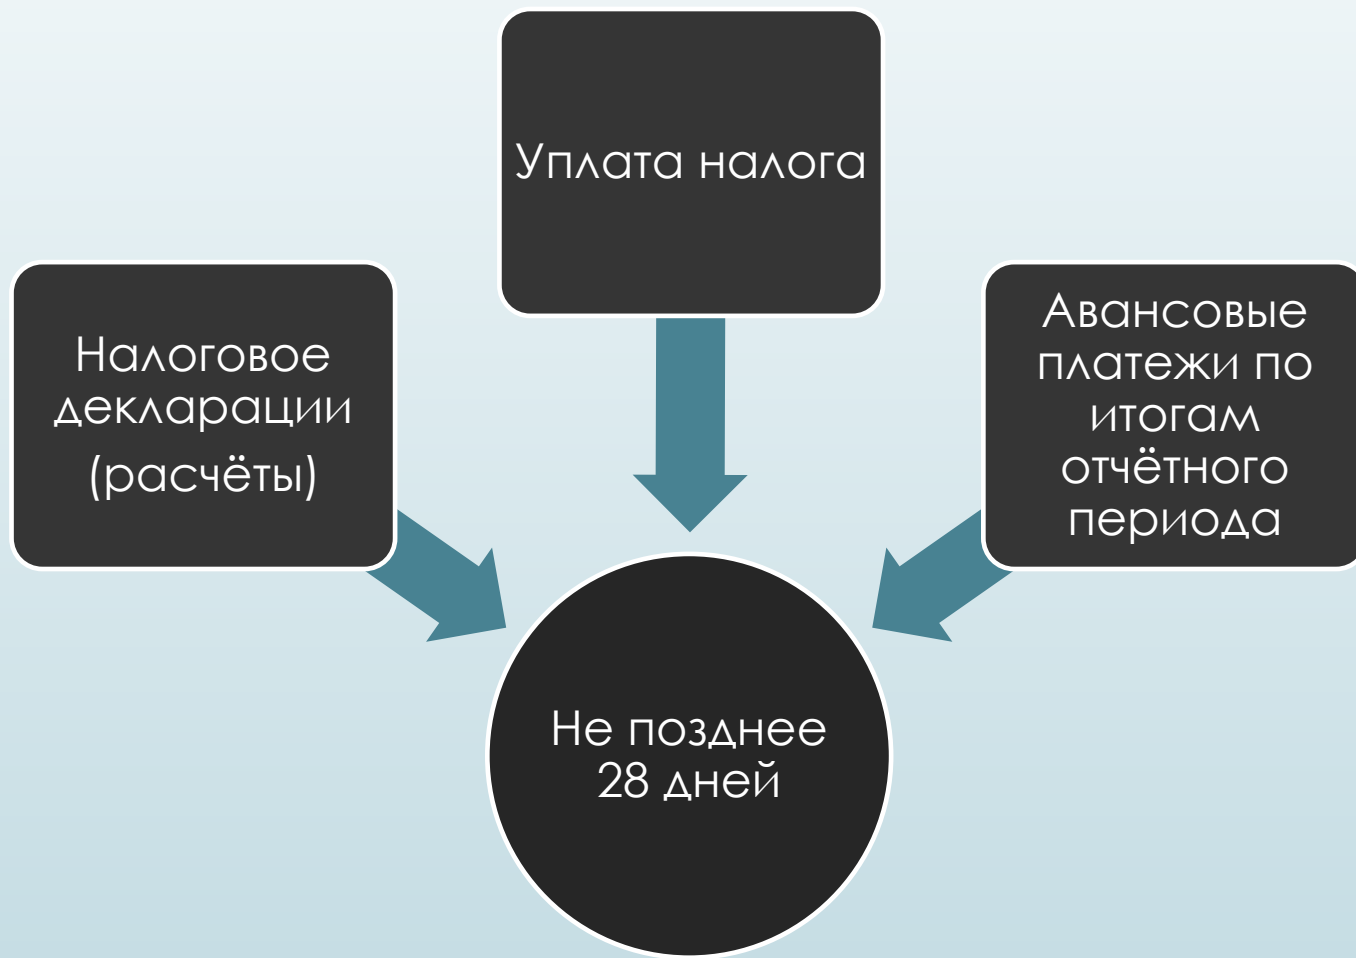 Уплата налога
Налоговое
декларации
(расчёты)
Авансовые
платежи по
итогам
отчётного
периода
Не позднее
28 дней